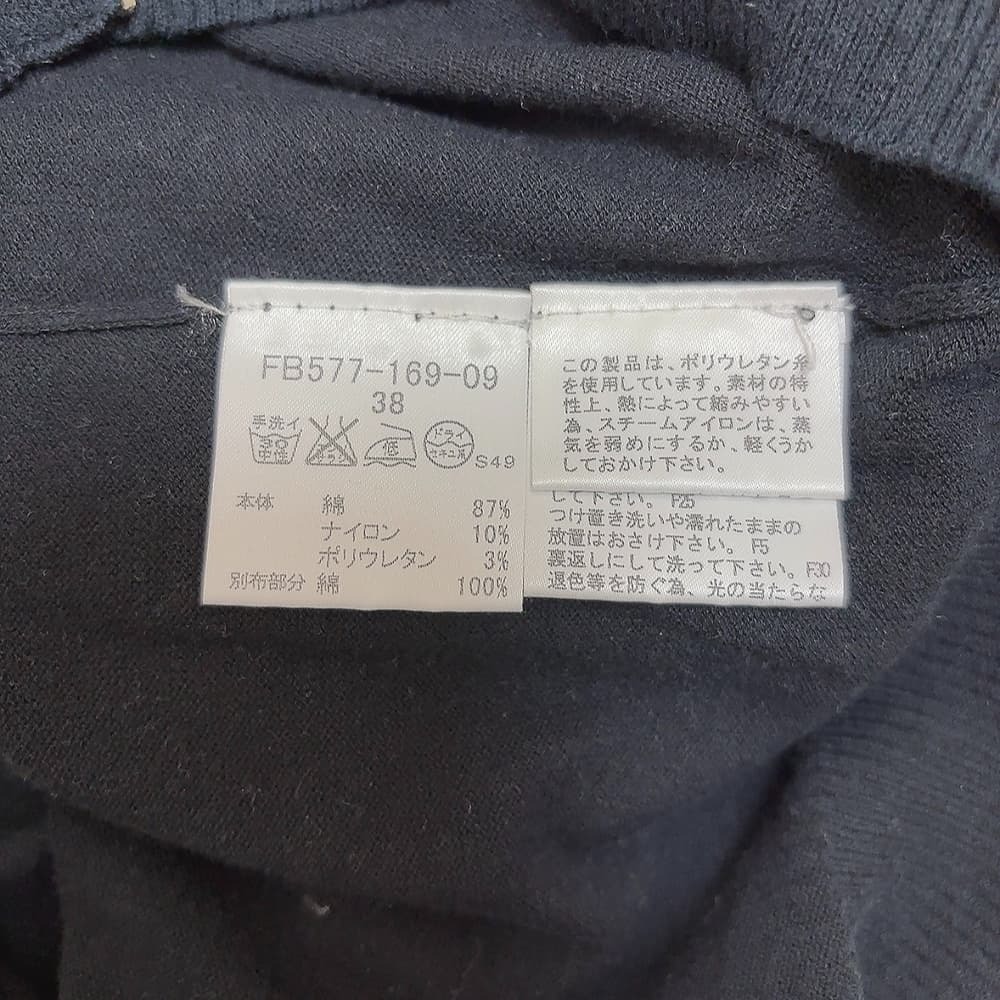 FB577-169-09
38
手洗イ
中性
低
ドライ
セキユ系
S49
本体 綿 87%
ナイロン 10%
ポリウレタン 3%
別布部分 綿 100%
この製品は、ポリウレタン糸
を使用しています。素材の特
性上、熱によって縮みやすい
為、スチームアイロンは、蒸
気を弱めにするか、軽くうか
しておかけ下さい。
して下さい。 F25
つけ置き洗いや濡れたままの
放置はおさけ下さい。 F5
裏返しにして洗って下さい。F30
退色等を防ぐ為、光の当たらな